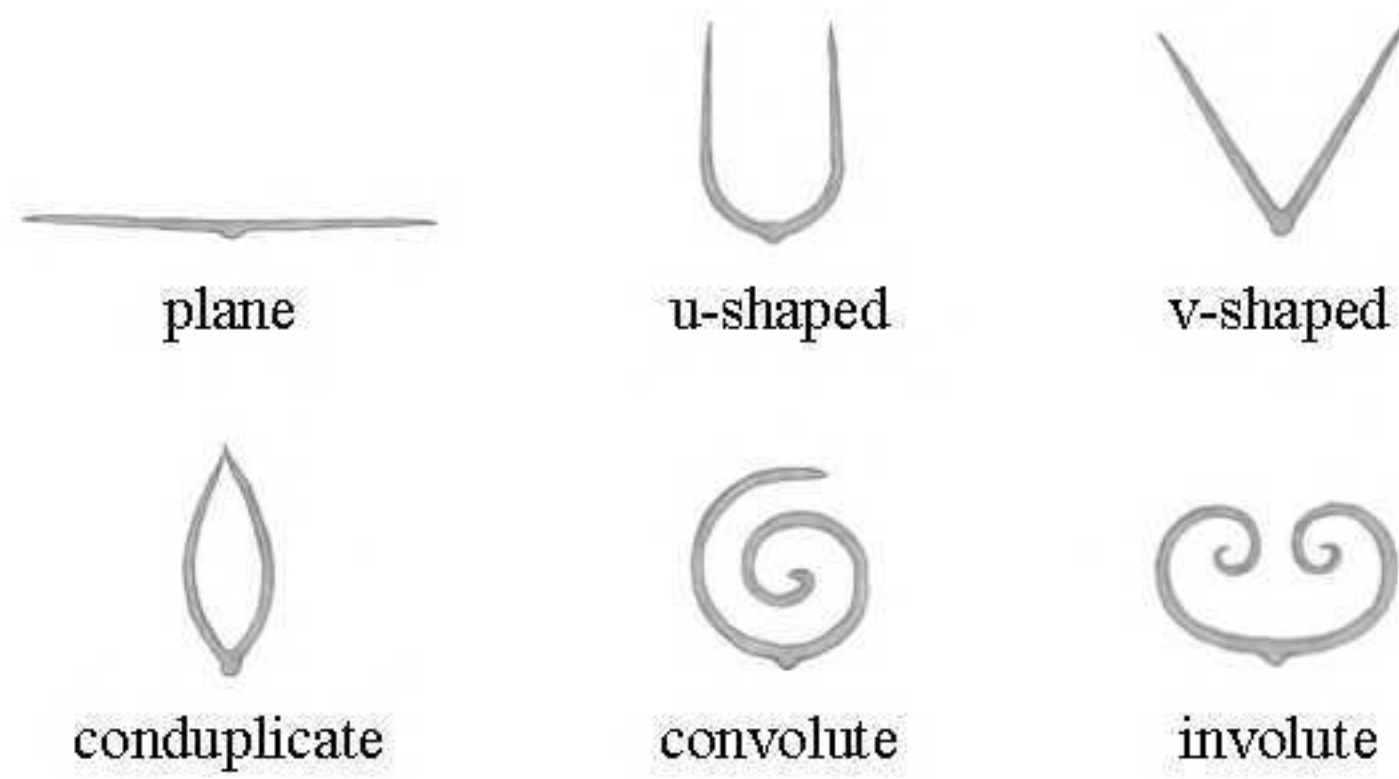 plane
u-shaped
v-shaped
conduplicate
convolute
involute